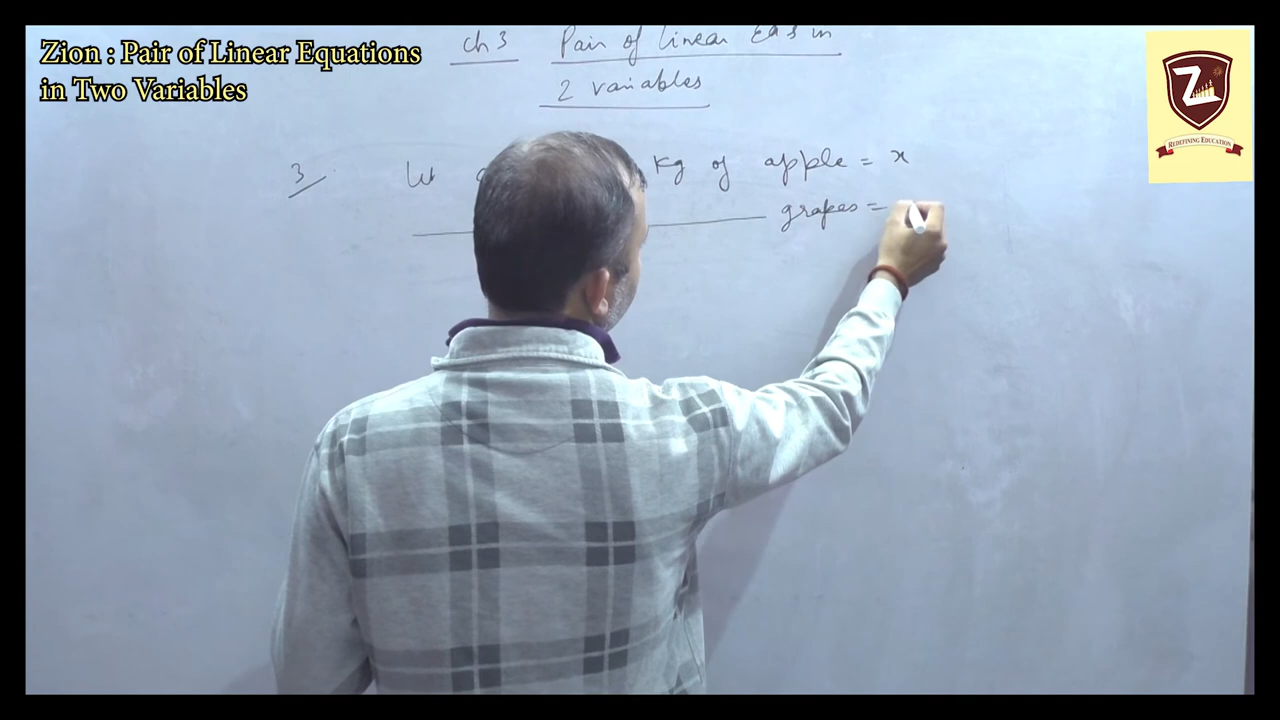 Zion : Pair of Linear Equations
in Two Variables
ch 3 Pair of linear Eqs in
2 variables
Z
REDEFINING EDUCATION
3. Let kg of apple = x
grapes =